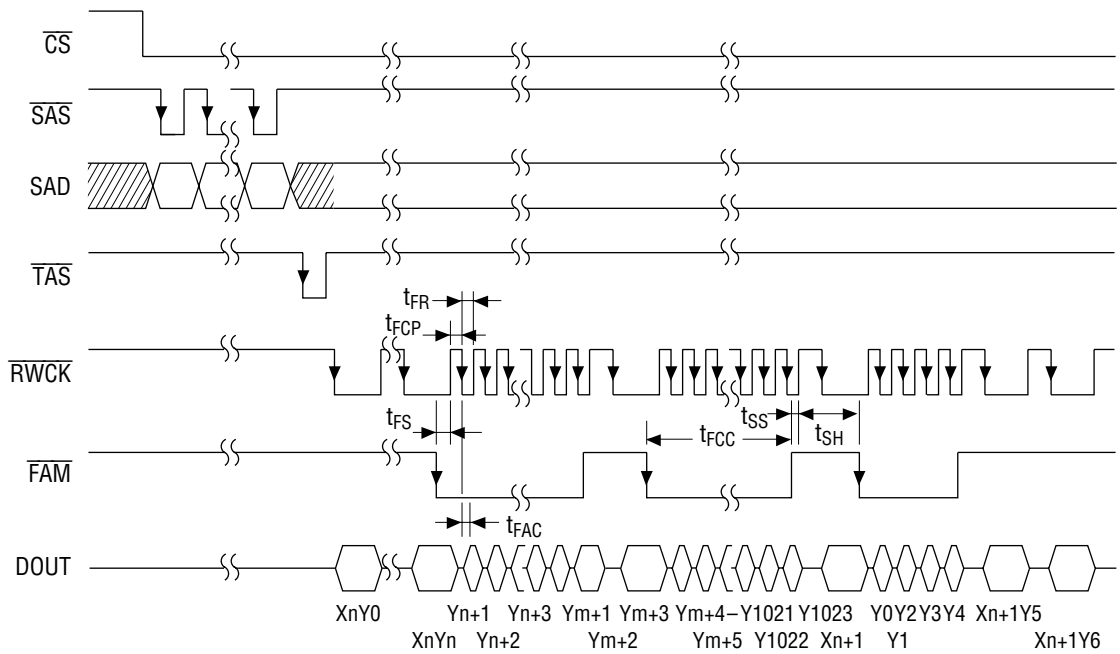 CS
SAS
SAD
TAS
tFR
tFCP
RWCK
tFS
tFCC
tSS
tSH
FAM
tFAC
DOUT
XnY0 Yn+1 Yn+3 Ym+1 Ym+3 Ym+4–Y1021 Y1023 Y0Y2Y3Y4 Xn+1Y5
XnYn Yn+2 Ym+2 Ym+5 Y1022 Xn+1 Y1 Xn+1Y6